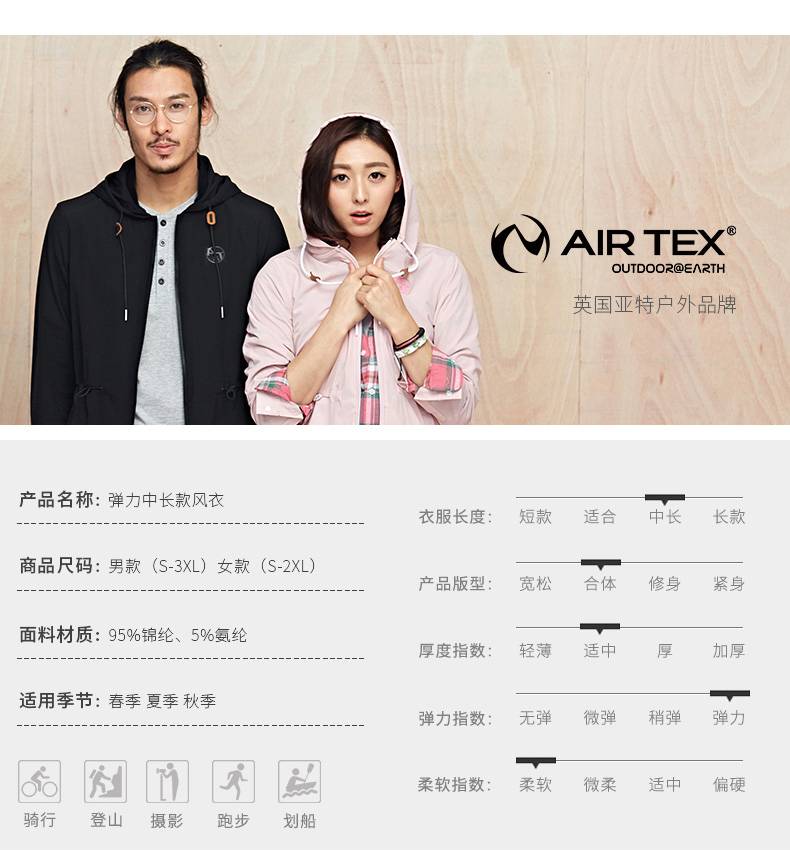 AIR TEX®
OUTDOOR@EARTH
英国亚特户外品牌
产品名称: 弹力中长款风衣
商品尺码: 男款（S-3XL）女款（S-2XL）
面料材质: 95%锦纶、5%氨纶
适用季节: 春季 夏季 秋季
骑行 登山 摄影 跑步 划船
衣服长度: 短款 适合 中长 长款
产品版型: 宽松 合体 修身 紧身
厚度指数: 轻薄 适中 厚 加厚
弹力指数: 无弹 微弹 稍弹 弹力
柔软指数: 柔软 微柔 适中 偏硬